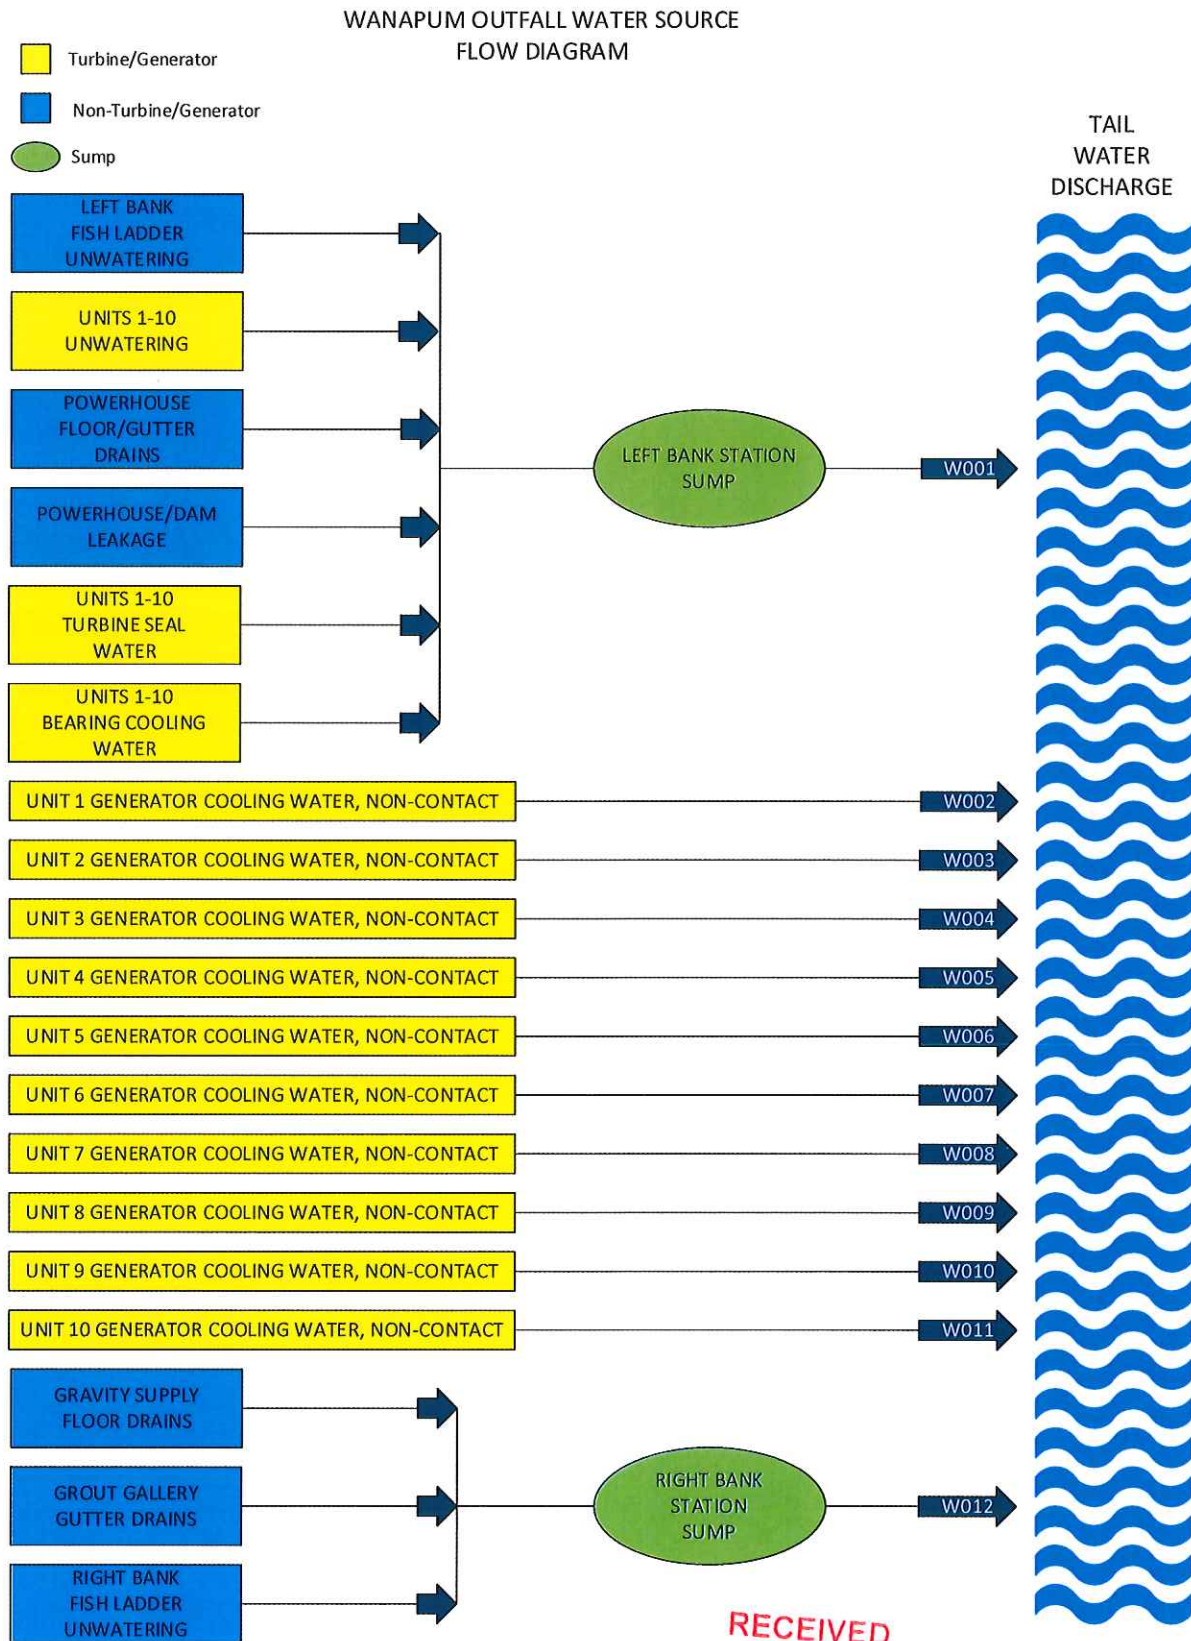 WANAPUM OUTFALL WATER SOURCE
FLOW DIAGRAM
Turbine/Generator
Non-Turbine/Generator
Sump
TAIL
WATER
DISCHARGE
LEFT BANK
FISH LADDER
UNWATERING
UNITS 1-10
UNWATERING
POWERHOUSE
FLOOR/GUTTER
DRAINS
POWERHOUSE/DAM
LEAKAGE
UNITS 1-10
TURBINE SEAL
WATER
UNITS 1-10
BEARING COOLING
WATER
LEFT BANK STATION
SUMP
W001
UNIT 1 GENERATOR COOLING WATER, NON-CONTACT
W002
UNIT 2 GENERATOR COOLING WATER, NON-CONTACT
W003
UNIT 3 GENERATOR COOLING WATER, NON-CONTACT
W004
UNIT 4 GENERATOR COOLING WATER, NON-CONTACT
W005
UNIT 5 GENERATOR COOLING WATER, NON-CONTACT
W006
UNIT 6 GENERATOR COOLING WATER, NON-CONTACT
W007
UNIT 7 GENERATOR COOLING WATER, NON-CONTACT
W008
UNIT 8 GENERATOR COOLING WATER, NON-CONTACT
W009
UNIT 9 GENERATOR COOLING WATER, NON-CONTACT
W010
UNIT 10 GENERATOR COOLING WATER, NON-CONTACT
W011
GRAVITY SUPPLY
FLOOR DRAINS
GROUT GALLERY
GUTTER DRAINS
RIGHT BANK
FISH LADDER
UNWATERING
RIGHT BANK
STATION
SUMP
W012
RECEIVED